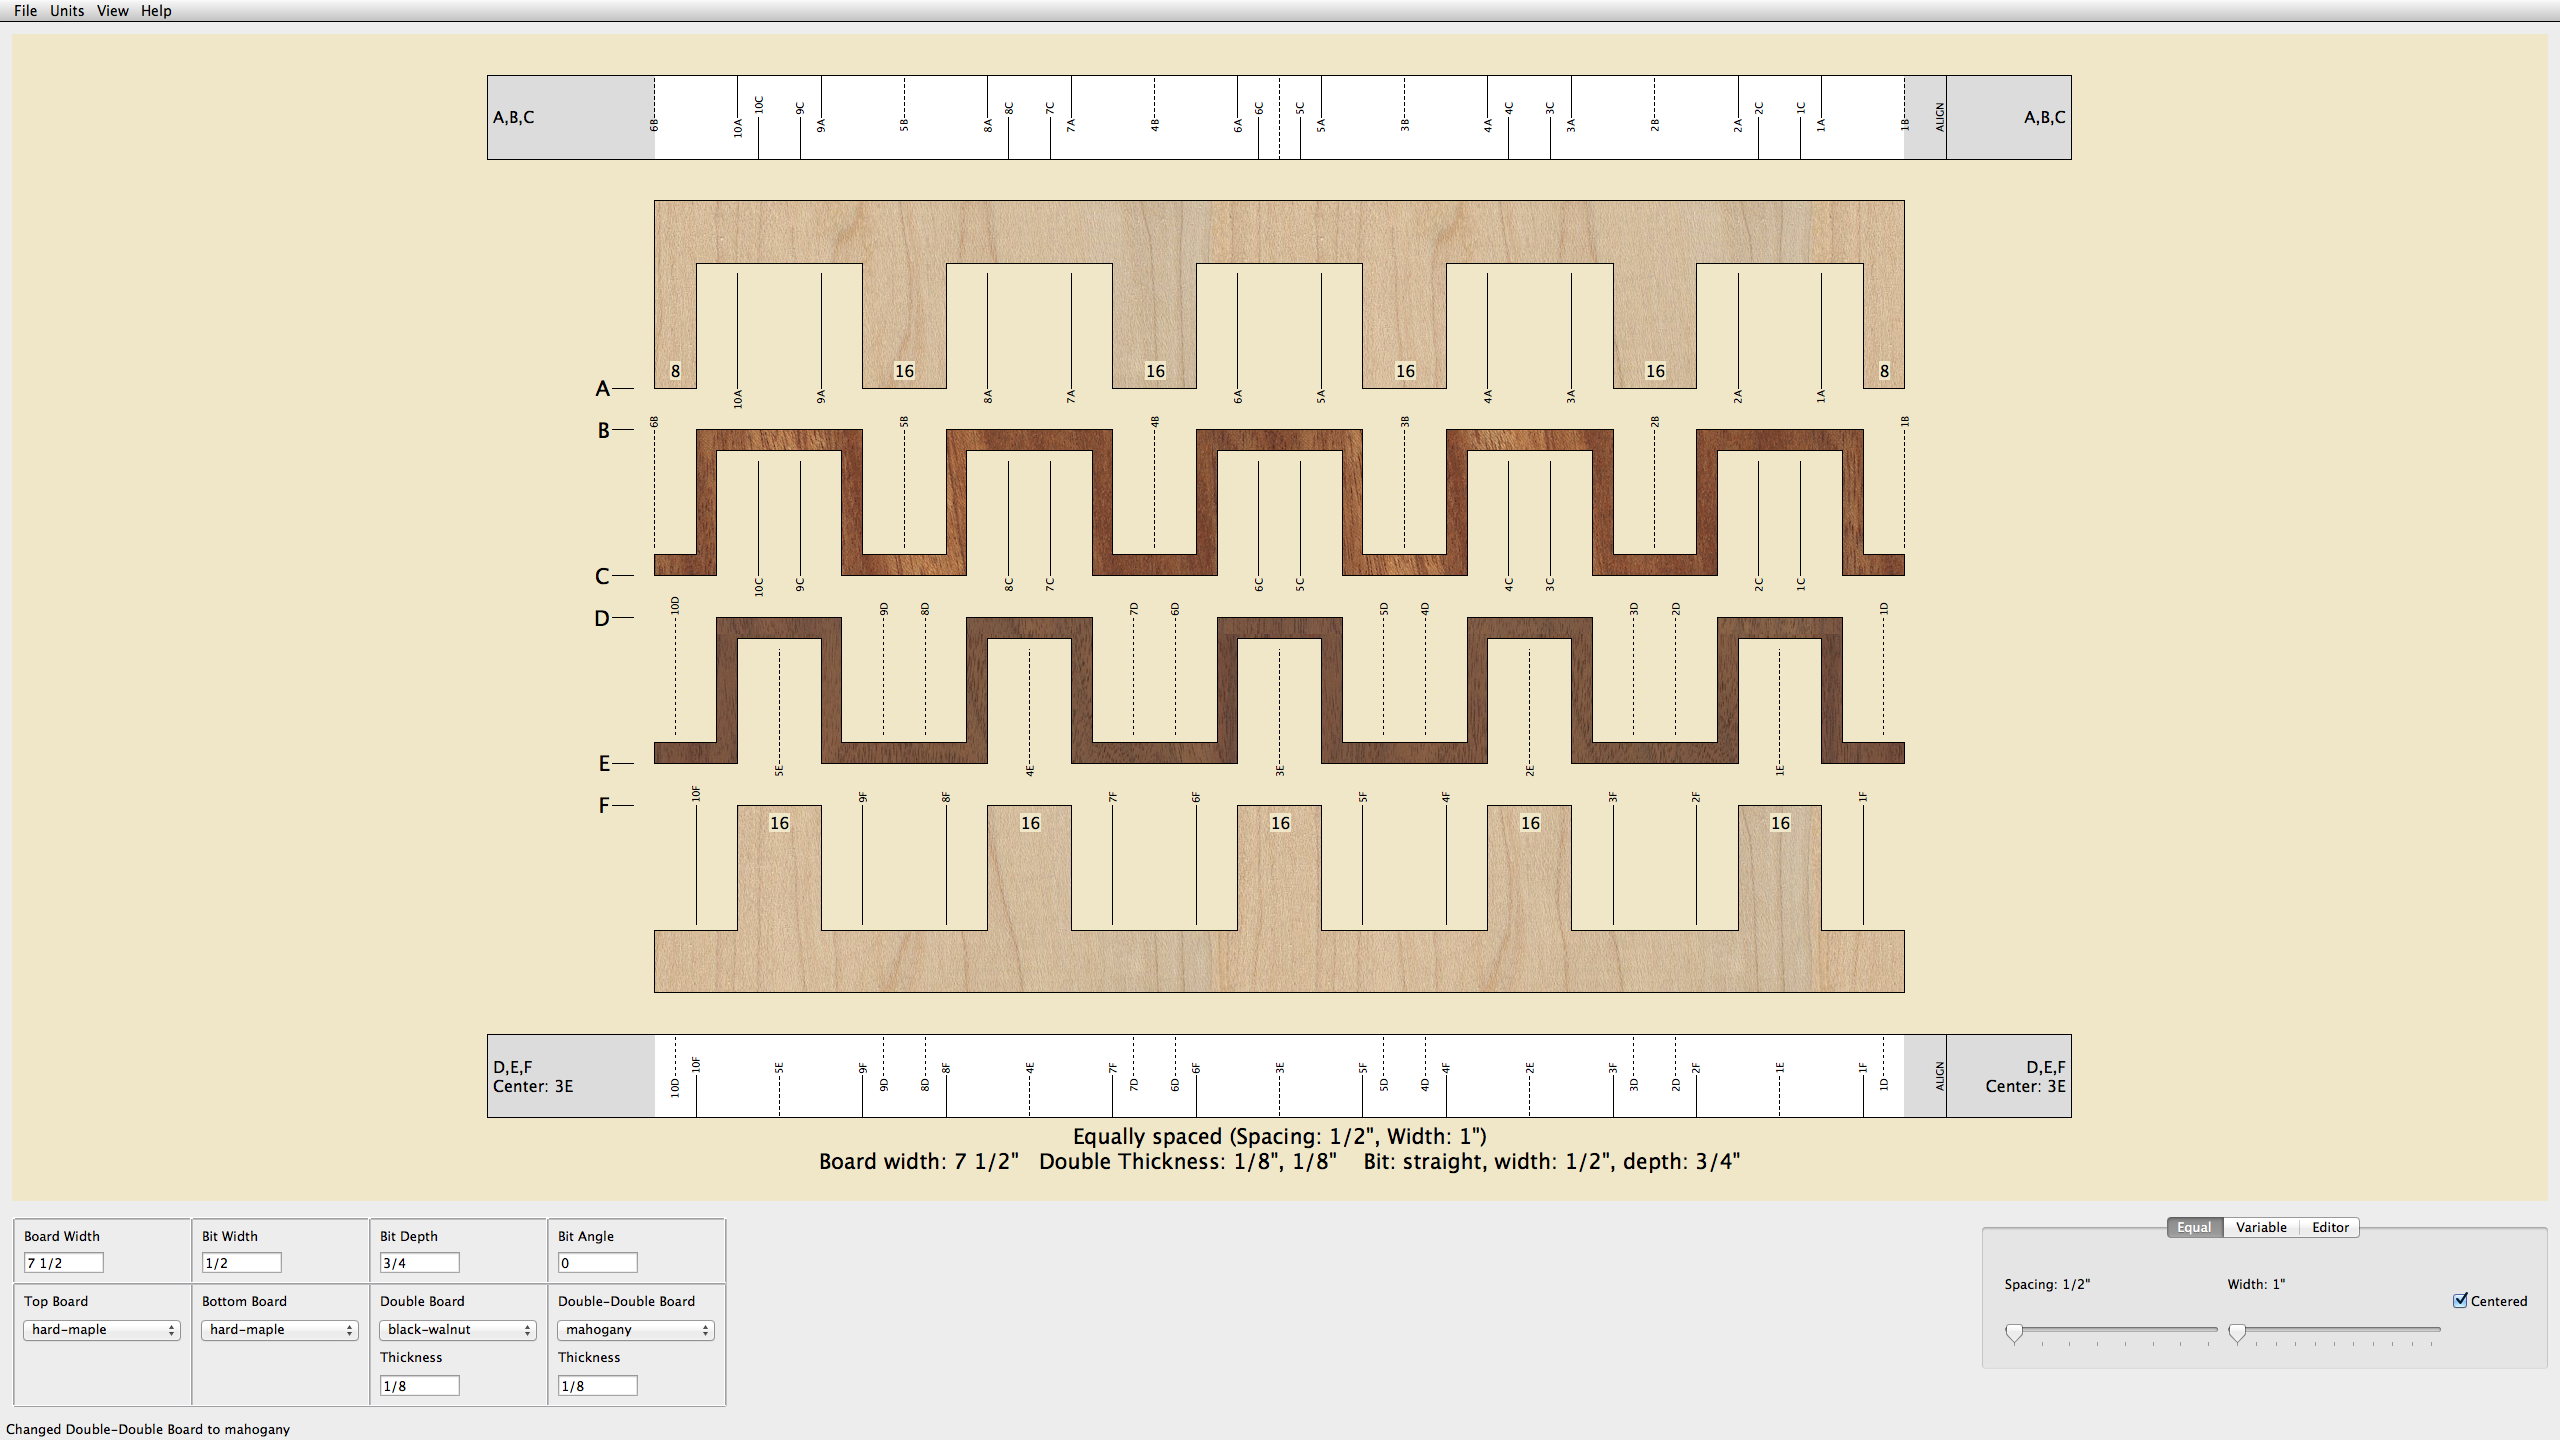 File Units View Help
A,B,C 6B 10A 10C 9C 9A 5B 8A 8C 7C 7A 4B 6A 6C 5C 5A 3B 4A 4C 3C 3A 2B 2A 2C 1C 1A 1B ALIGN A,B,C
8 16 16 16 16 8
A 10A 9A 8A 7A 6A 5A 4A 3A 2A 1A
B 6B 5B 4B 3B 2B 1B
C 10C 9C 8C 7C 6C 5C 4C 3C 2C 1C
D 10D 9D 8D 7D 6D 5D 4D 3D 2D 1D
E 5E 4E 3E 2E 1E
F 10F 9F 8F 7F 6F 5F 4F 3F 2F 1F
16 16 16 16 16
D,E,F 10D 10F 5E 9F 9D 8D 8F 4E 7F 7D 6D 6F 3E 5F 5D 4D 4F 2E 3F 3D 2D 2F 1E 1F 1D ALIGN D,E,F
Center: 3E Center: 3E
Equally spaced (Spacing: 1/2", Width: 1")
Board width: 7 1/2" Double Thickness: 1/8", 1/8" Bit: straight, width: 1/2", depth: 3/4"
Equal Variable Editor
Board Width Bit Width Bit Depth Bit Angle
7 1/2 1/2 3/4 0
Spacing: 1/2" Width: 1"
Centered
Top Board Bottom Board Double Board Double-Double Board
hard-maple hard-maple black-walnut mahogany
Thickness Thickness
1/8 1/8
Changed Double-Double Board to mahogany